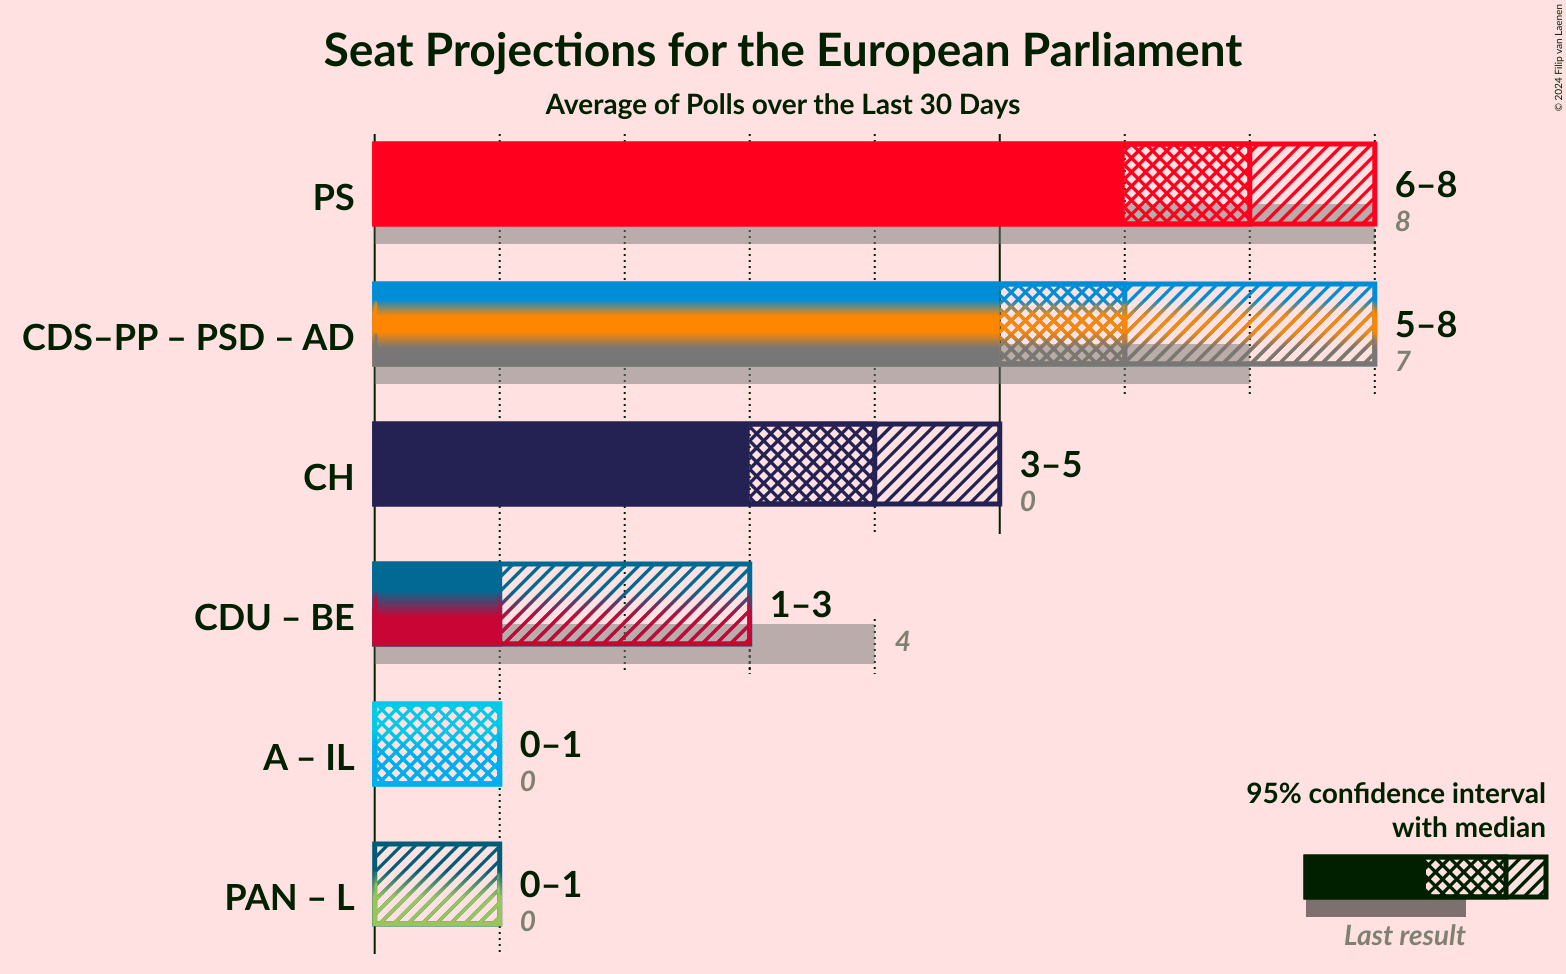 Seat Projections for the European Parliament
Average of Polls over the Last 30 Days
© 2024 Filip van Laenen
PS
6–8
8
CDS–PP – PSD – AD
5–8
7
CH
3–5
0
CDU – BE
1–3
4
A – IL
0–1
0
PAN – L
0–1
0
95% confidence interval
with median
Last result